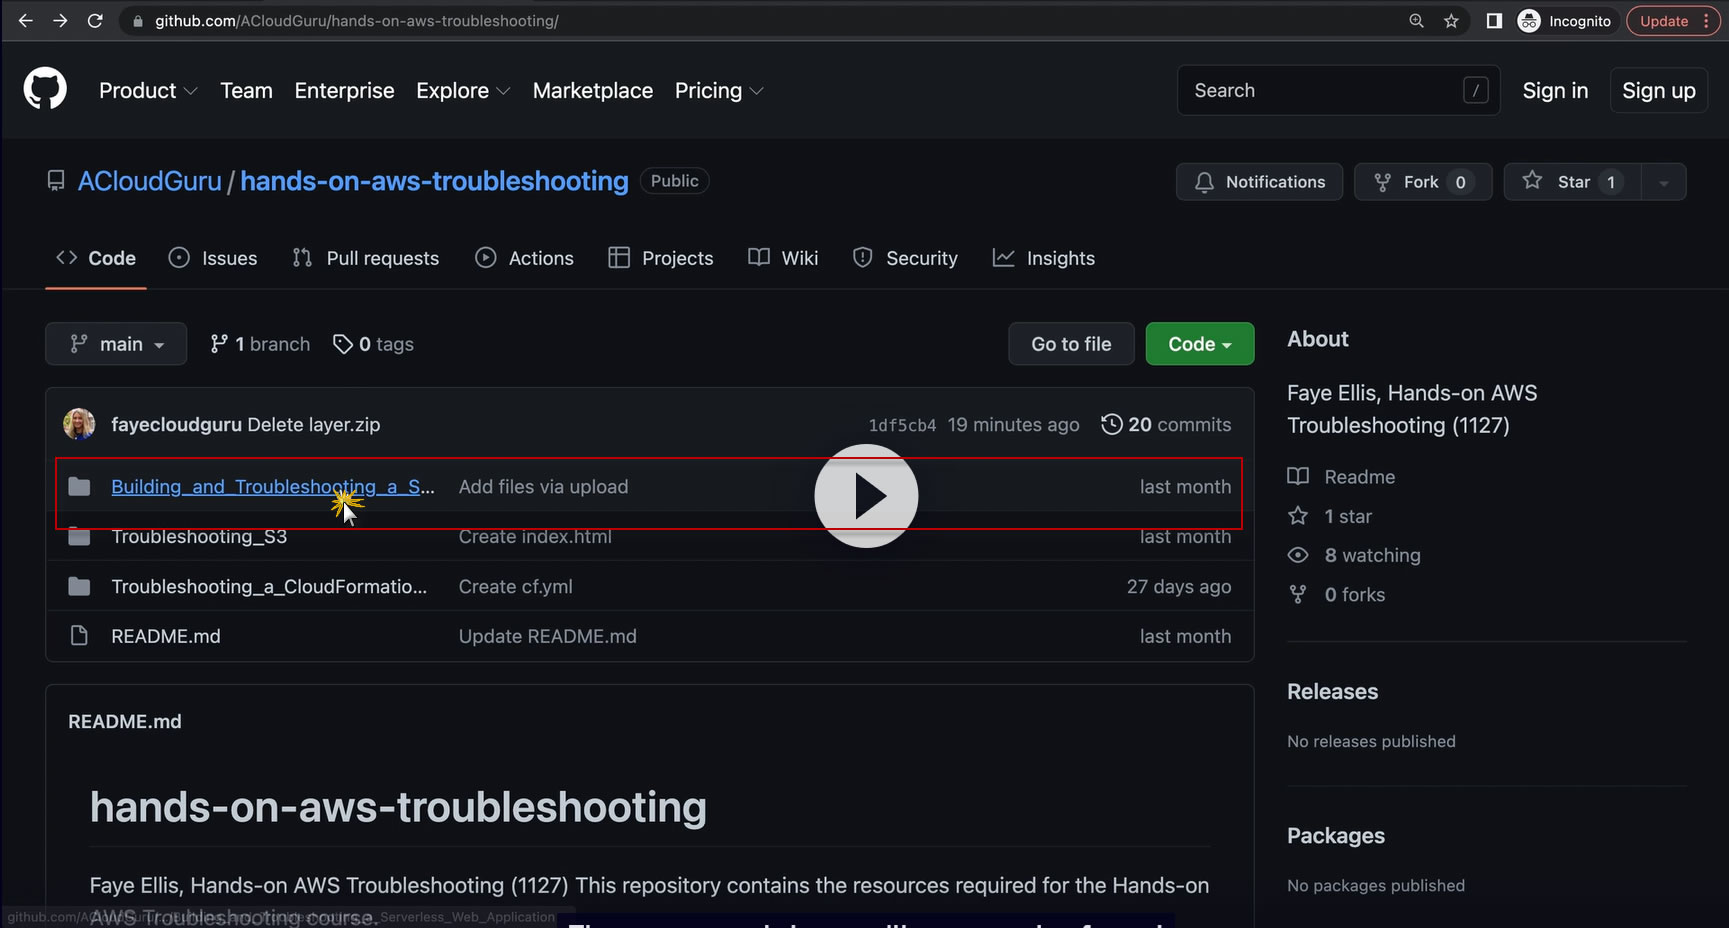 github.com/ACloudGuru/hands-on-aws-troubleshooting/
Incognito
Update
Product
Team
Enterprise
Explore
Marketplace
Pricing
Search
/
Sign in
Sign up
ACloudGuru / hands-on-aws-troubleshooting
Public
Notifications
Fork 0
Star 1
Code
Issues
Pull requests
Actions
Projects
Wiki
Security
Insights
main
1 branch
0 tags
Go to file
Code
fayecloudguru Delete layer.zip
1df5cb4 19 minutes ago
20 commits
Building_and_Troubleshooting_a_S...
Add files via upload
last month
Troubleshooting_S3
Create index.html
last month
Troubleshooting_a_CloudFormatio...
Create cf.yml
27 days ago
README.md
Update README.md
last month
README.md
hands-on-aws-troubleshooting
Faye Ellis, Hands-on AWS Troubleshooting (1127) This repository contains the resources required for the Hands-on
AWS Troubleshooting course.
About
Faye Ellis, Hands-on AWS
Troubleshooting (1127)
Readme
1 star
8 watching
0 forks
Releases
No releases published
Packages
No packages published